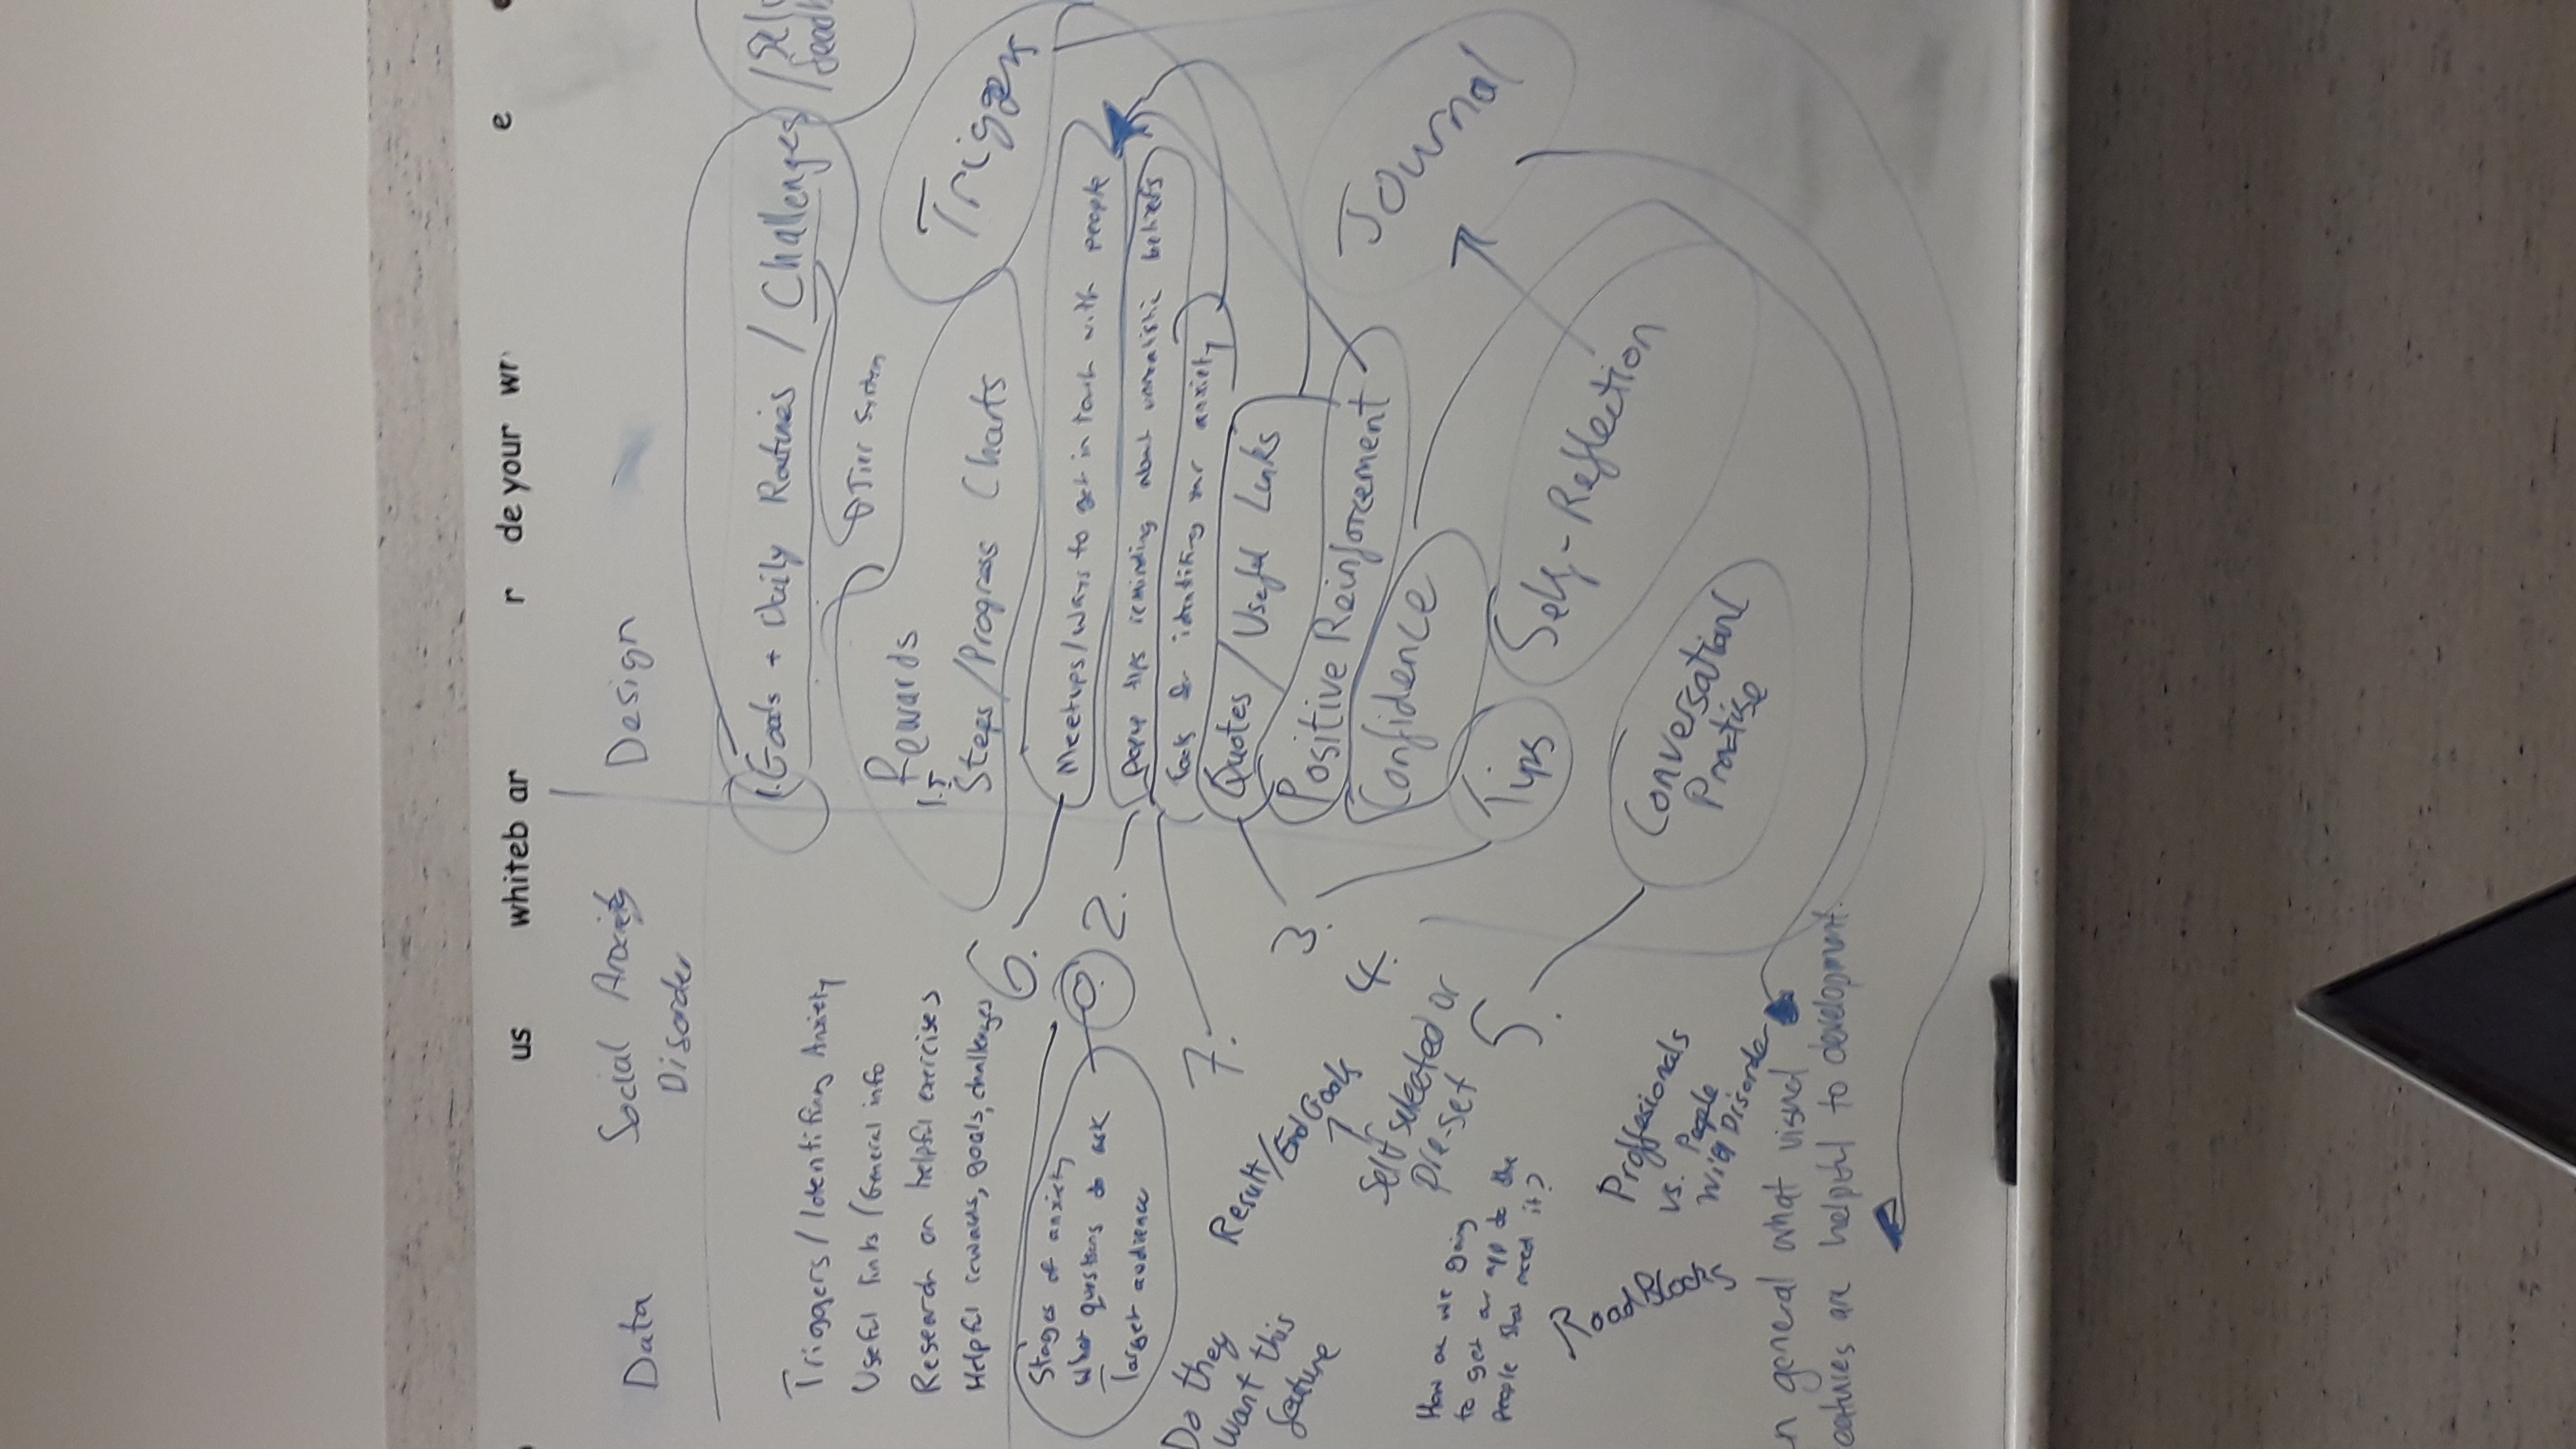 us whiteb ar r de your wr e
Data
Social Anxiety
Disorder
Design
Triggers / Identifing Anxiety
Useful links / General info
Research on helpful exercises
Helpful rewards, goals, challenges
Stages of anxiety
What questions do ask
Target audience
0.
Do they
want this
feature
Result/End Goals
Self selected or
Pre-set
How are we going
to get our app to the
people that need it?
RoadBlocks
Proffesionals
vs. People
With Disorder
n general what visual
eatures are helpful to development.
1. Goals + Daily Routines / Challenges
/ Sel
feedb
Tier System
Rewards
1.5
Steps / Progress Charts
Triggers
6.
Meetups / Ways to get in touch with people
2.
Popup tips reminding about unrealistic beliefs
7.
tools for identifing your anxiety
3.
Quotes / Useful Links
Positive Reinforcement
4.
Confidence
Journal
Tips
Self-Reflection
5.
Conversational
Practise